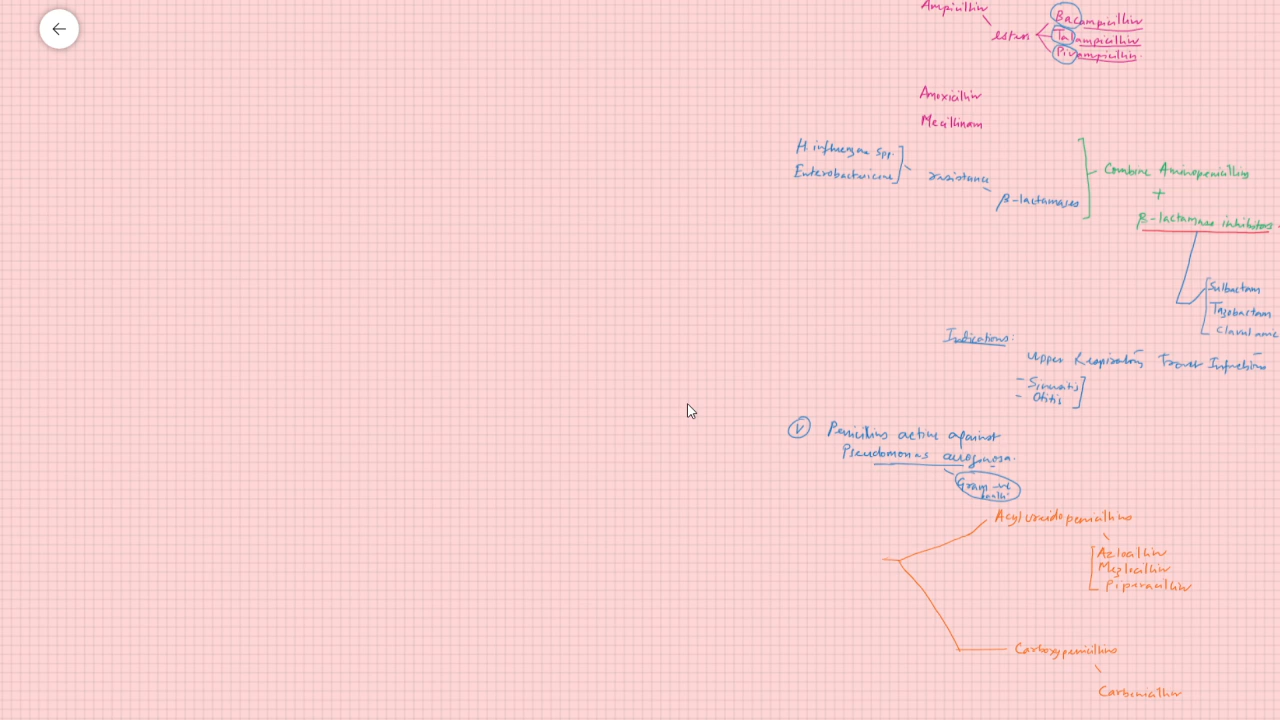 Ampicillin
esters
Bacampicillin
Talampicillin
Pivampicillin.
Amoxicillin
Mecillinam
H. influenzae Spp.
Enterobactericeae
resistance
β-lactamases
Combine Aminopenicillins
+
β-lactamase inhibitors
Sulbactam
Tazobactam
Clavulanic
Indications:
Upper Respiratory Tract Infections
- Sinusitis
- Otitis
V Penicillins active against
Pseudomonas aeruginosa.
Gram -ve
bacilli
Acylureidopenicillins
Azlocillin
Mezlocillin
Piperacillin
Carboxypenicillins
Carbenicillin